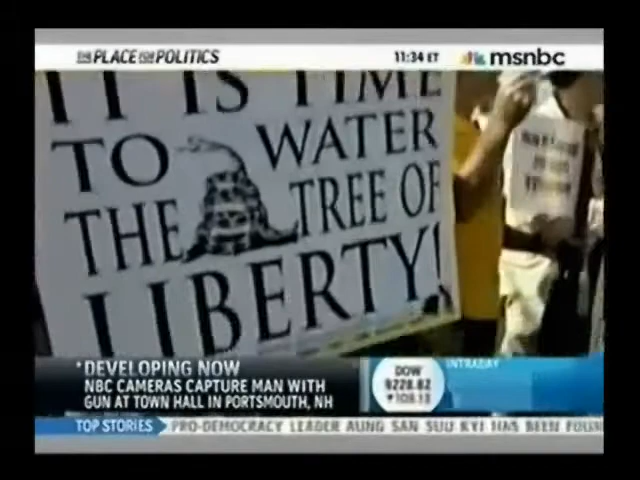 THE PLACE FOR POLITICS
11:34 ET
msnbc
IT IS TIME
TO WATER
THE TREE OF
LIBERTY!
*DEVELOPING NOW
NBC CAMERAS CAPTURE MAN WITH
GUN AT TOWN HALL IN PORTSMOUTH, NH
DOW
9228.82
▼109.13
INTRADAY
TOP STORIES
PRO-DEMOCRACY LEADER AUNG SAN SUU KYI HAS BEEN FOUN